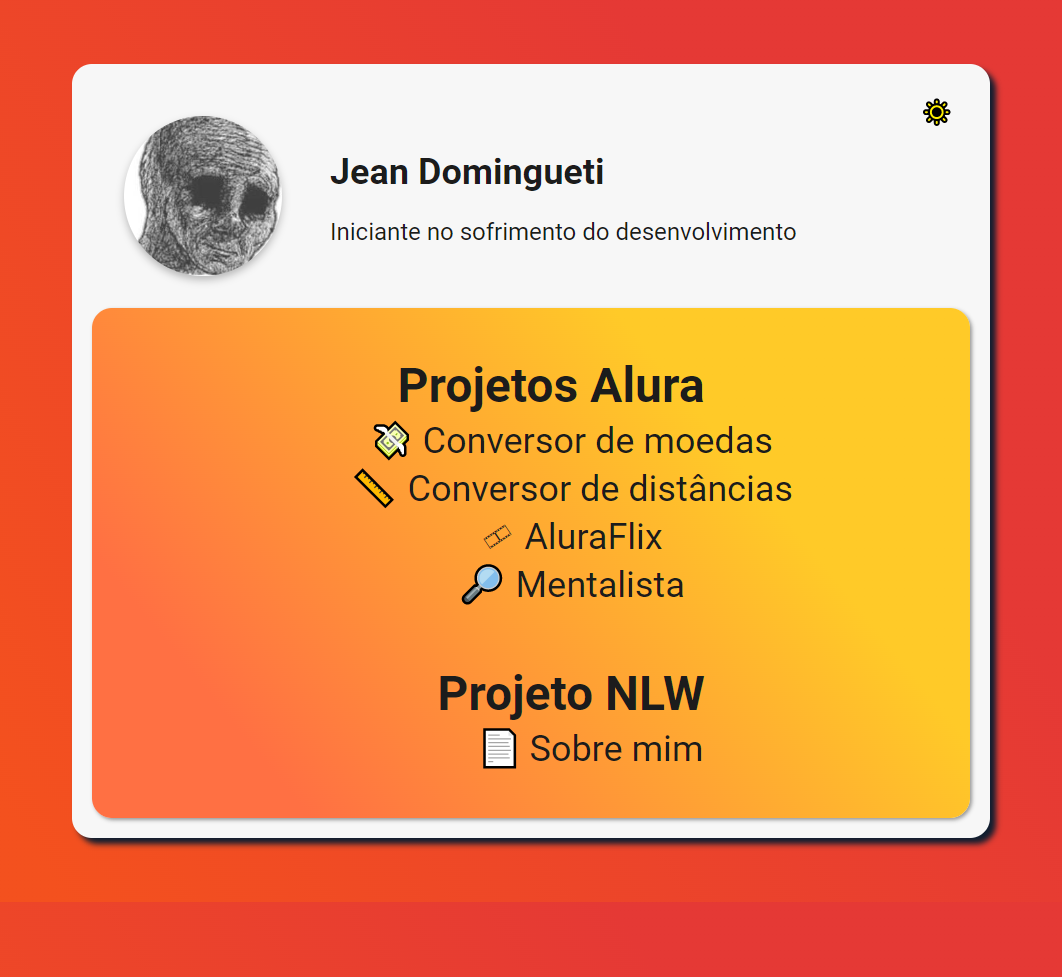 Jean Domingueti
Iniciante no sofrimento do desenvolvimento
Projetos Alura
💸 Conversor de moedas
📏 Conversor de distâncias
🎞 AluraFlix
🔎 Mentalista
Projeto NLW
📄 Sobre mim